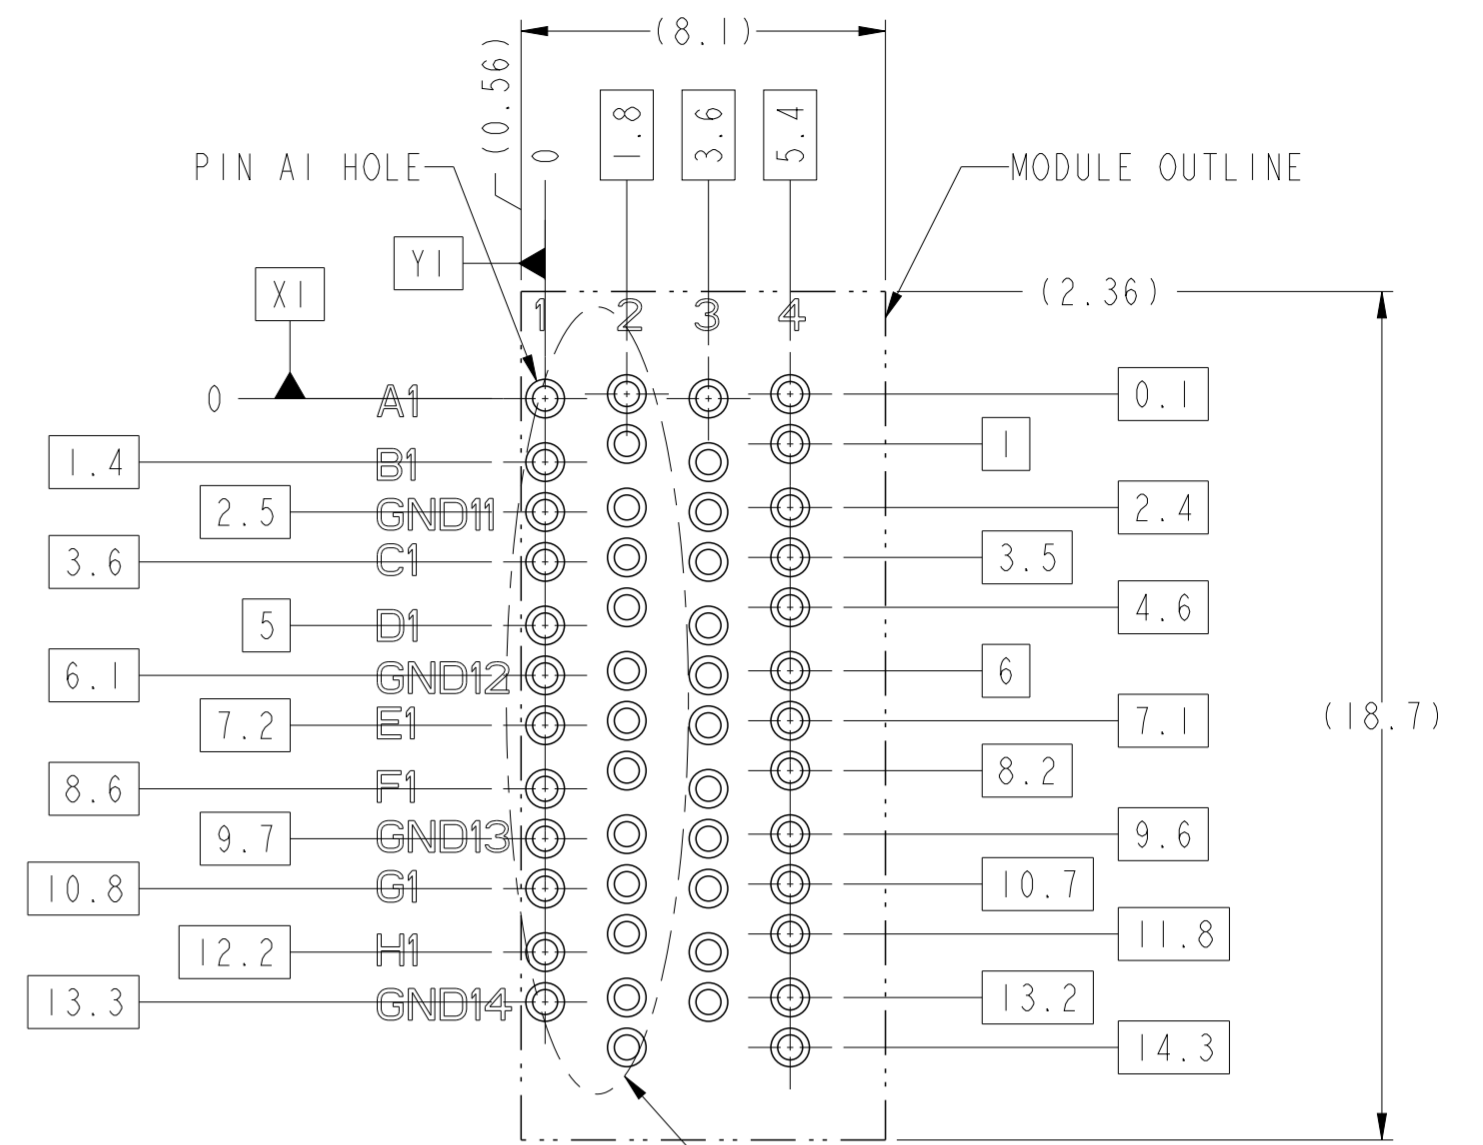 (8.1)
(0.56)
0
1.8
3.6
5.4
PIN A1 HOLE
MODULE OUTLINE
Y1
X1
(2.36)
1 2 3 4
0 A1 0.1
1
1.4 B1
2.5 GND11 2.4
3.6 C1 3.5
4.6
5 D1
6.1 GND12 6
7.2 E1 7.1
(18.7)
8.6 F1 8.2
9.7 GND13 9.6
10.8 G1 10.7
11.8
12.2 H1
13.3 GND14 13.2
14.3